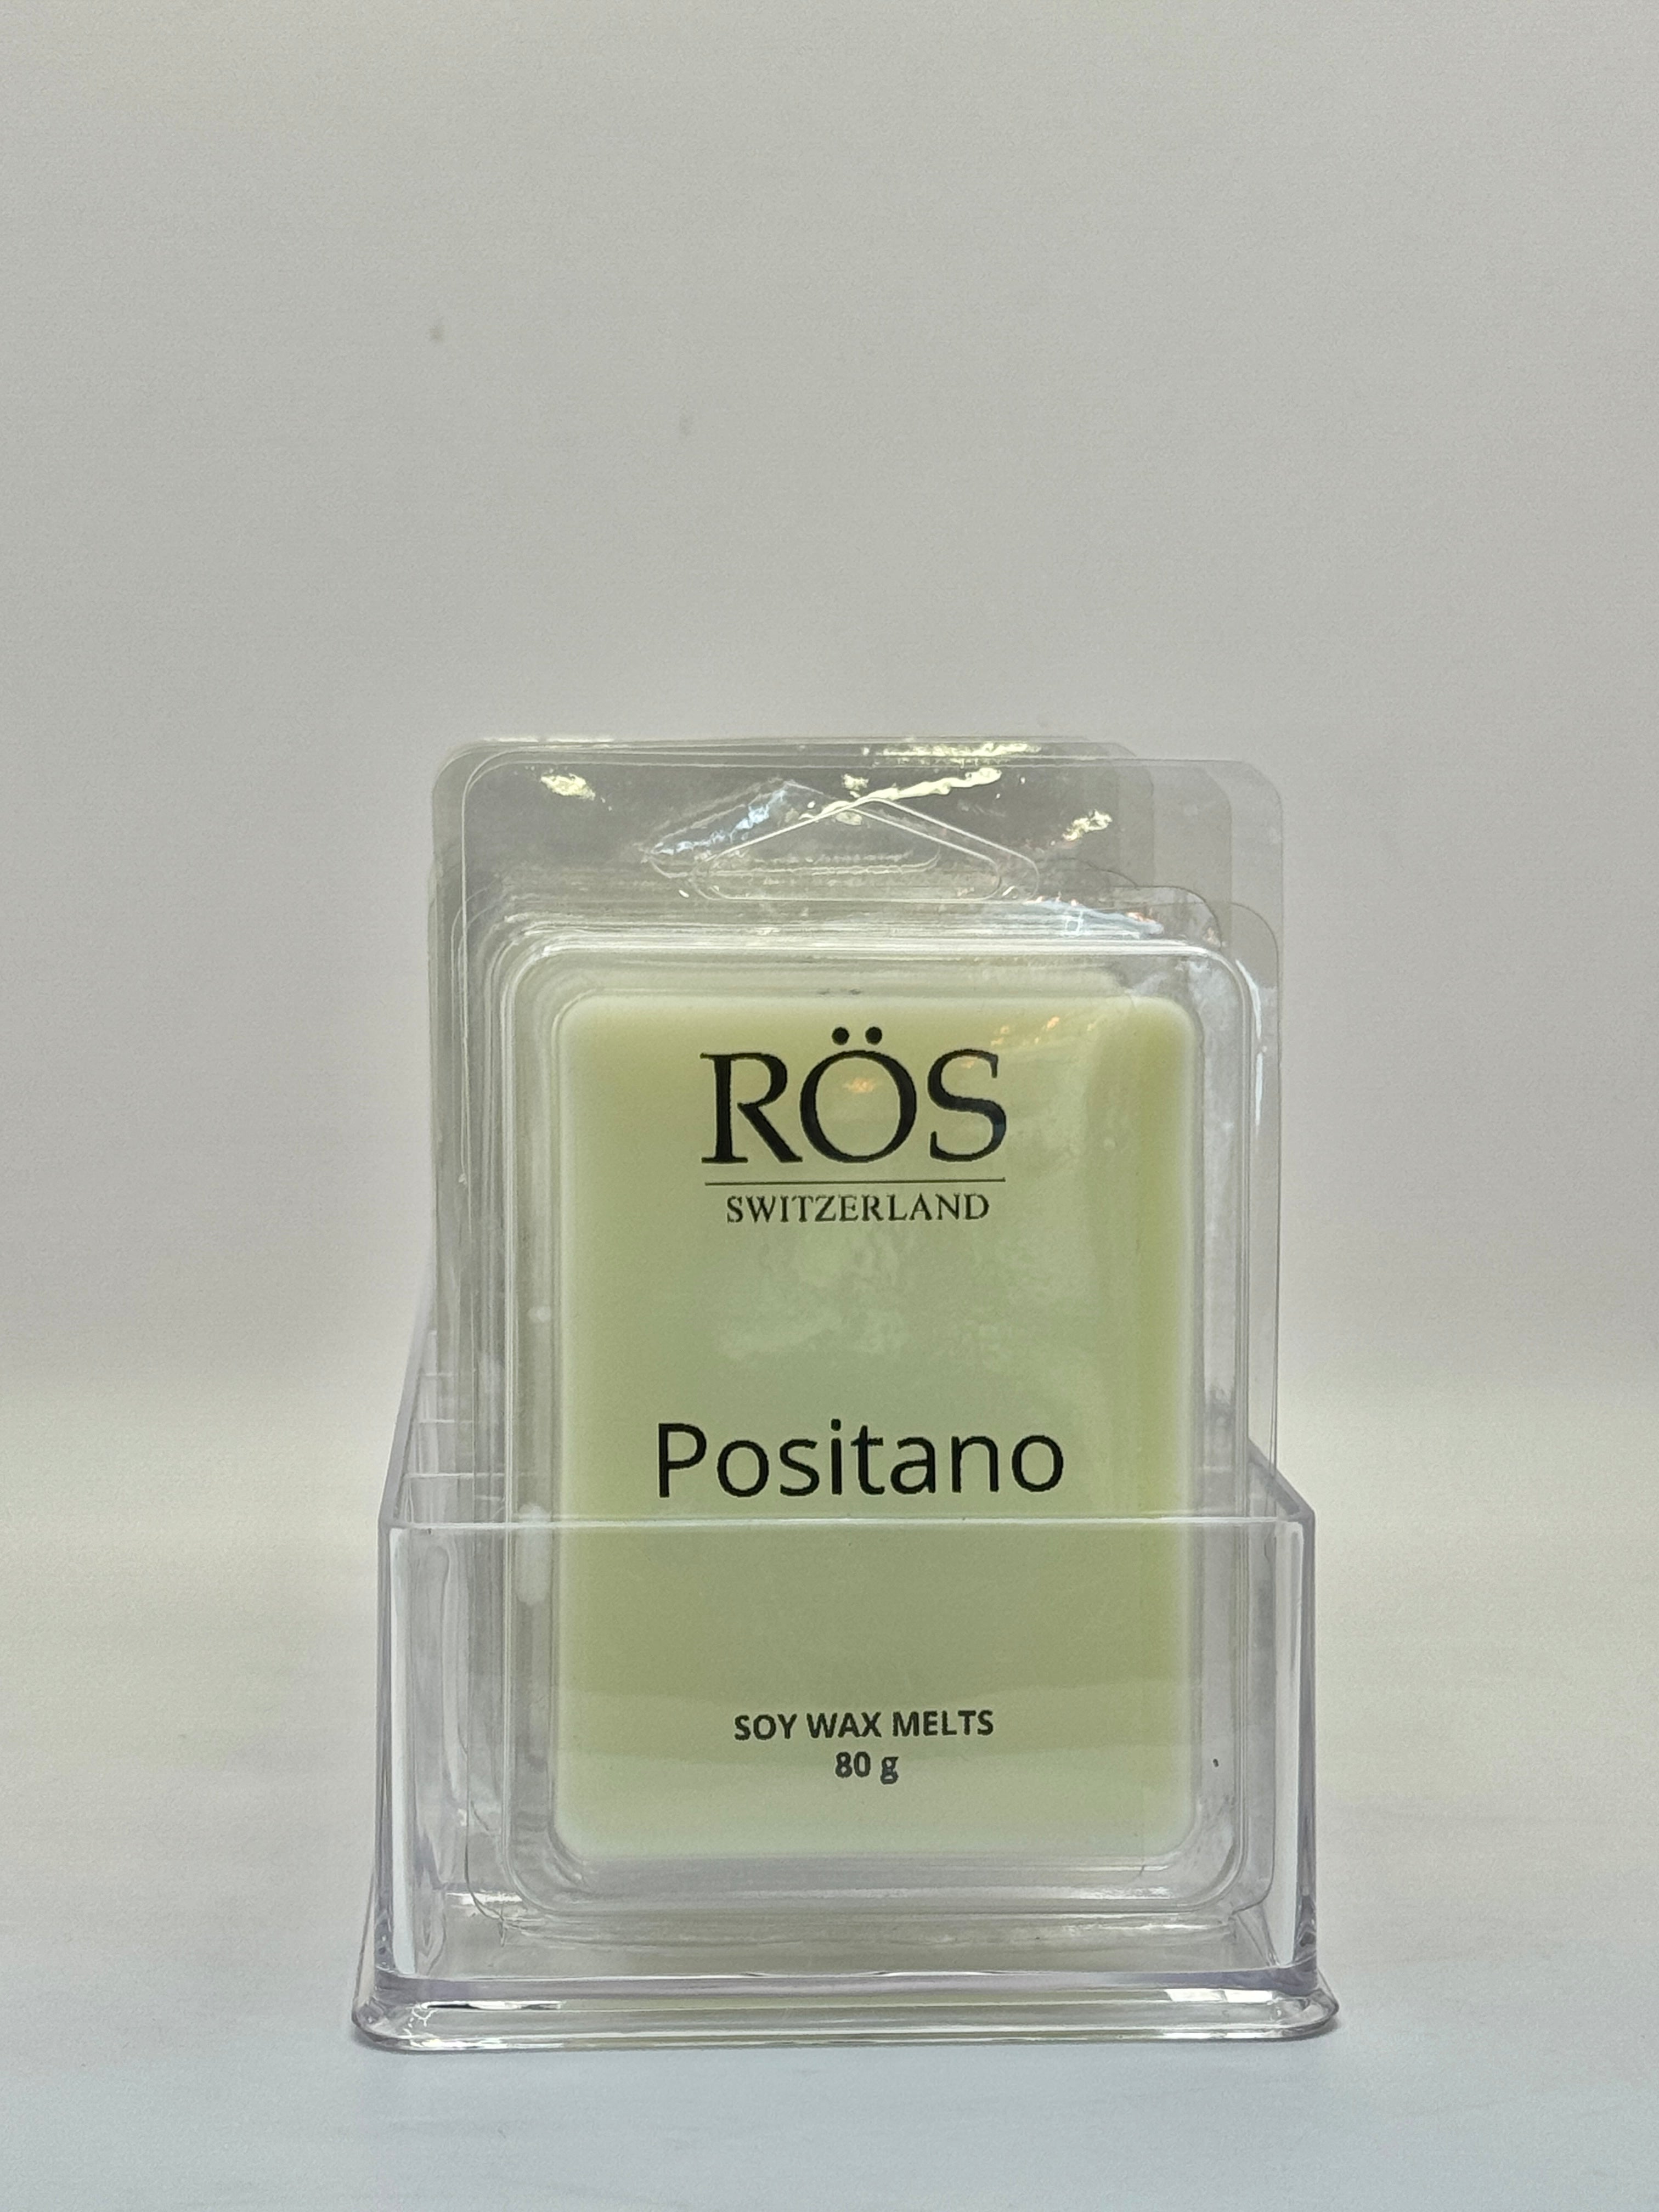 RÖS
SWITZERLAND
Positano
SOY WAX MELTS
80 g